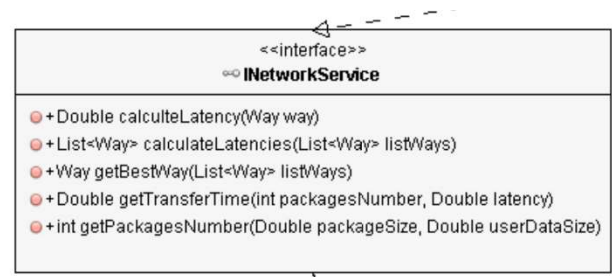 <<interface>>
INetworkService
+Double calculteLatency(Way way)
+List<Way> calculateLatencies(List<Way> listWays)
+Way getBestWay(List<Way> listWays)
+Double getTransferTime(int packagesNumber, Double latency)
+int getPackagesNumber(Double packageSize, Double userDataSize)